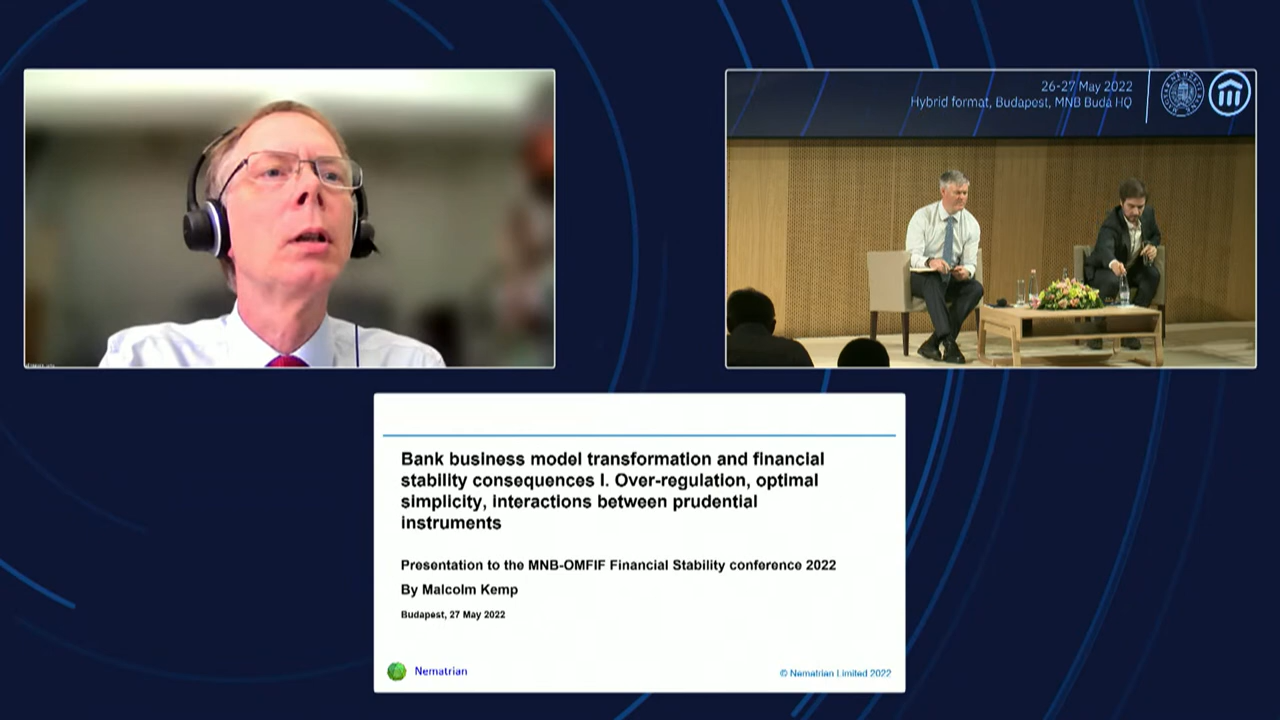 26-27 May 2022
Hybrid format, Budapest, MNB Buda HQ
Bank business model transformation and financial
stability consequences I. Over-regulation, optimal
simplicity, interactions between prudential
instruments
Presentation to the MNB-OMFIF Financial Stability conference 2022
By Malcolm Kemp
Budapest, 27 May 2022
Nematrian
© Nematrian Limited 2022